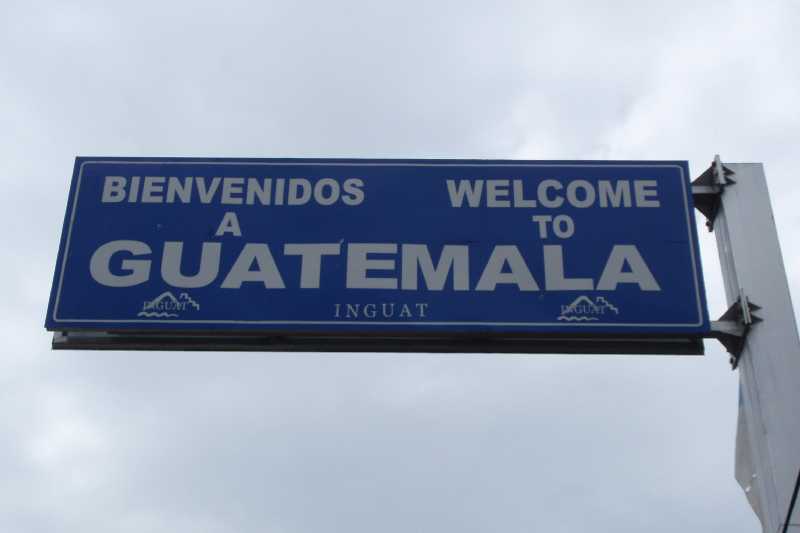 BIENVENIDOS WELCOME
A TO
GUATEMALA
INGUAT INGUAT INGUAT